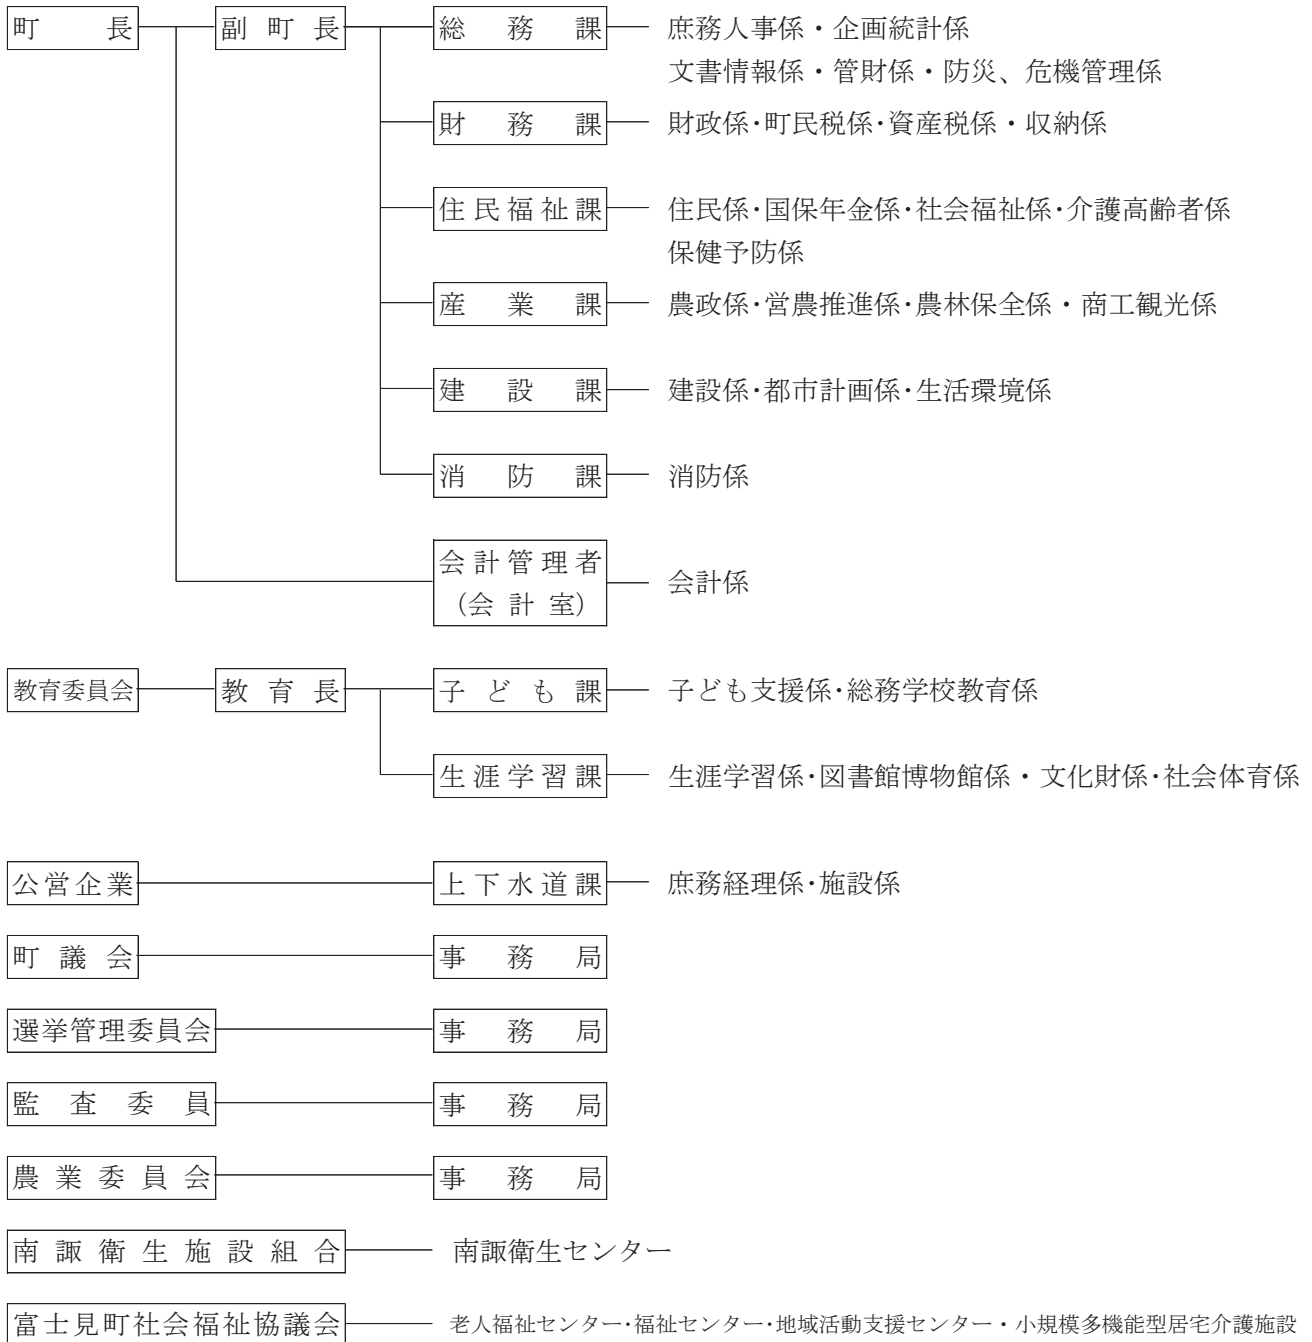 町長 副町長 総務課 庶務人事係・企画統計係
文書情報係・管財係・防災、危機管理係
財務課 財政係・町民税係・資産税係・収納係
住民福祉課 住民係・国保年金係・社会福祉係・介護高齢者係
保健予防係
産業課 農政係・営農推進係・農林保全係・商工観光係
建設課 建設係・都市計画係・生活環境係
消防課 消防係
会計管理者
（会計室） 会計係
教育委員会 教育長 子ども課 子ども支援係・総務学校教育係
生涯学習課 生涯学習係・図書館博物館係・文化財係・社会体育係
公営企業 上下水道課 庶務経理係・施設係
町議会 事務局
選挙管理委員会 事務局
監査委員 事務局
農業委員会 事務局
南諏衛生施設組合 南諏衛生センター
富士見町社会福祉協議会 老人福祉センター・福祉センター・地域活動支援センター・小規模多機能型居宅介護施設